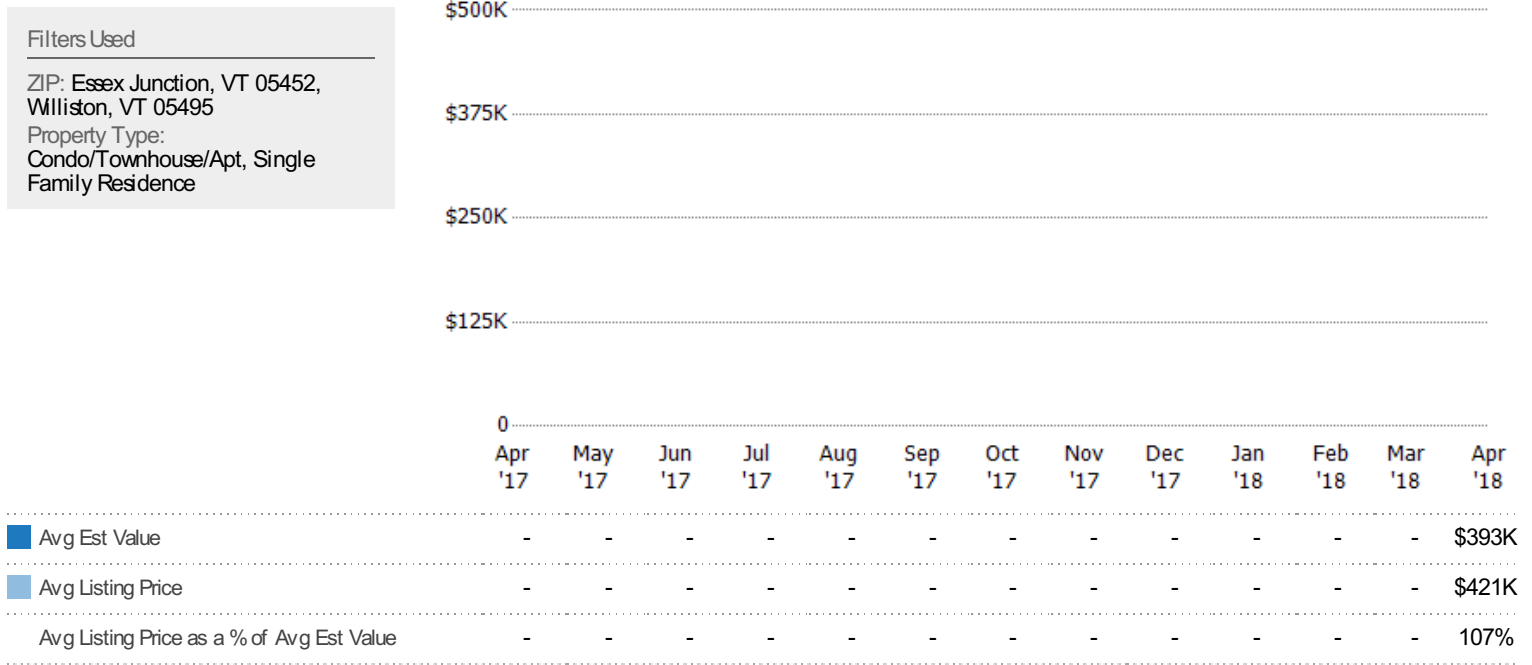 Filters Used
ZIP: Essex Junction, VT 05452,
Williston, VT 05495
Property Type:
Condo/Townhouse/Apt, Single
Family Residence
$500K
$375K
$250K
$125K
0
Apr May Jun Jul Aug Sep Oct Nov Dec Jan Feb Mar Apr
'17 '17 '17 '17 '17 '17 '17 '17 '17 '18 '18 '18 '18
Avg Est Value - - - - - - - - - - - - $393K
Avg Listing Price - - - - - - - - - - - - $421K
Avg Listing Price as a % of Avg Est Value - - - - - - - - - - - - 107%